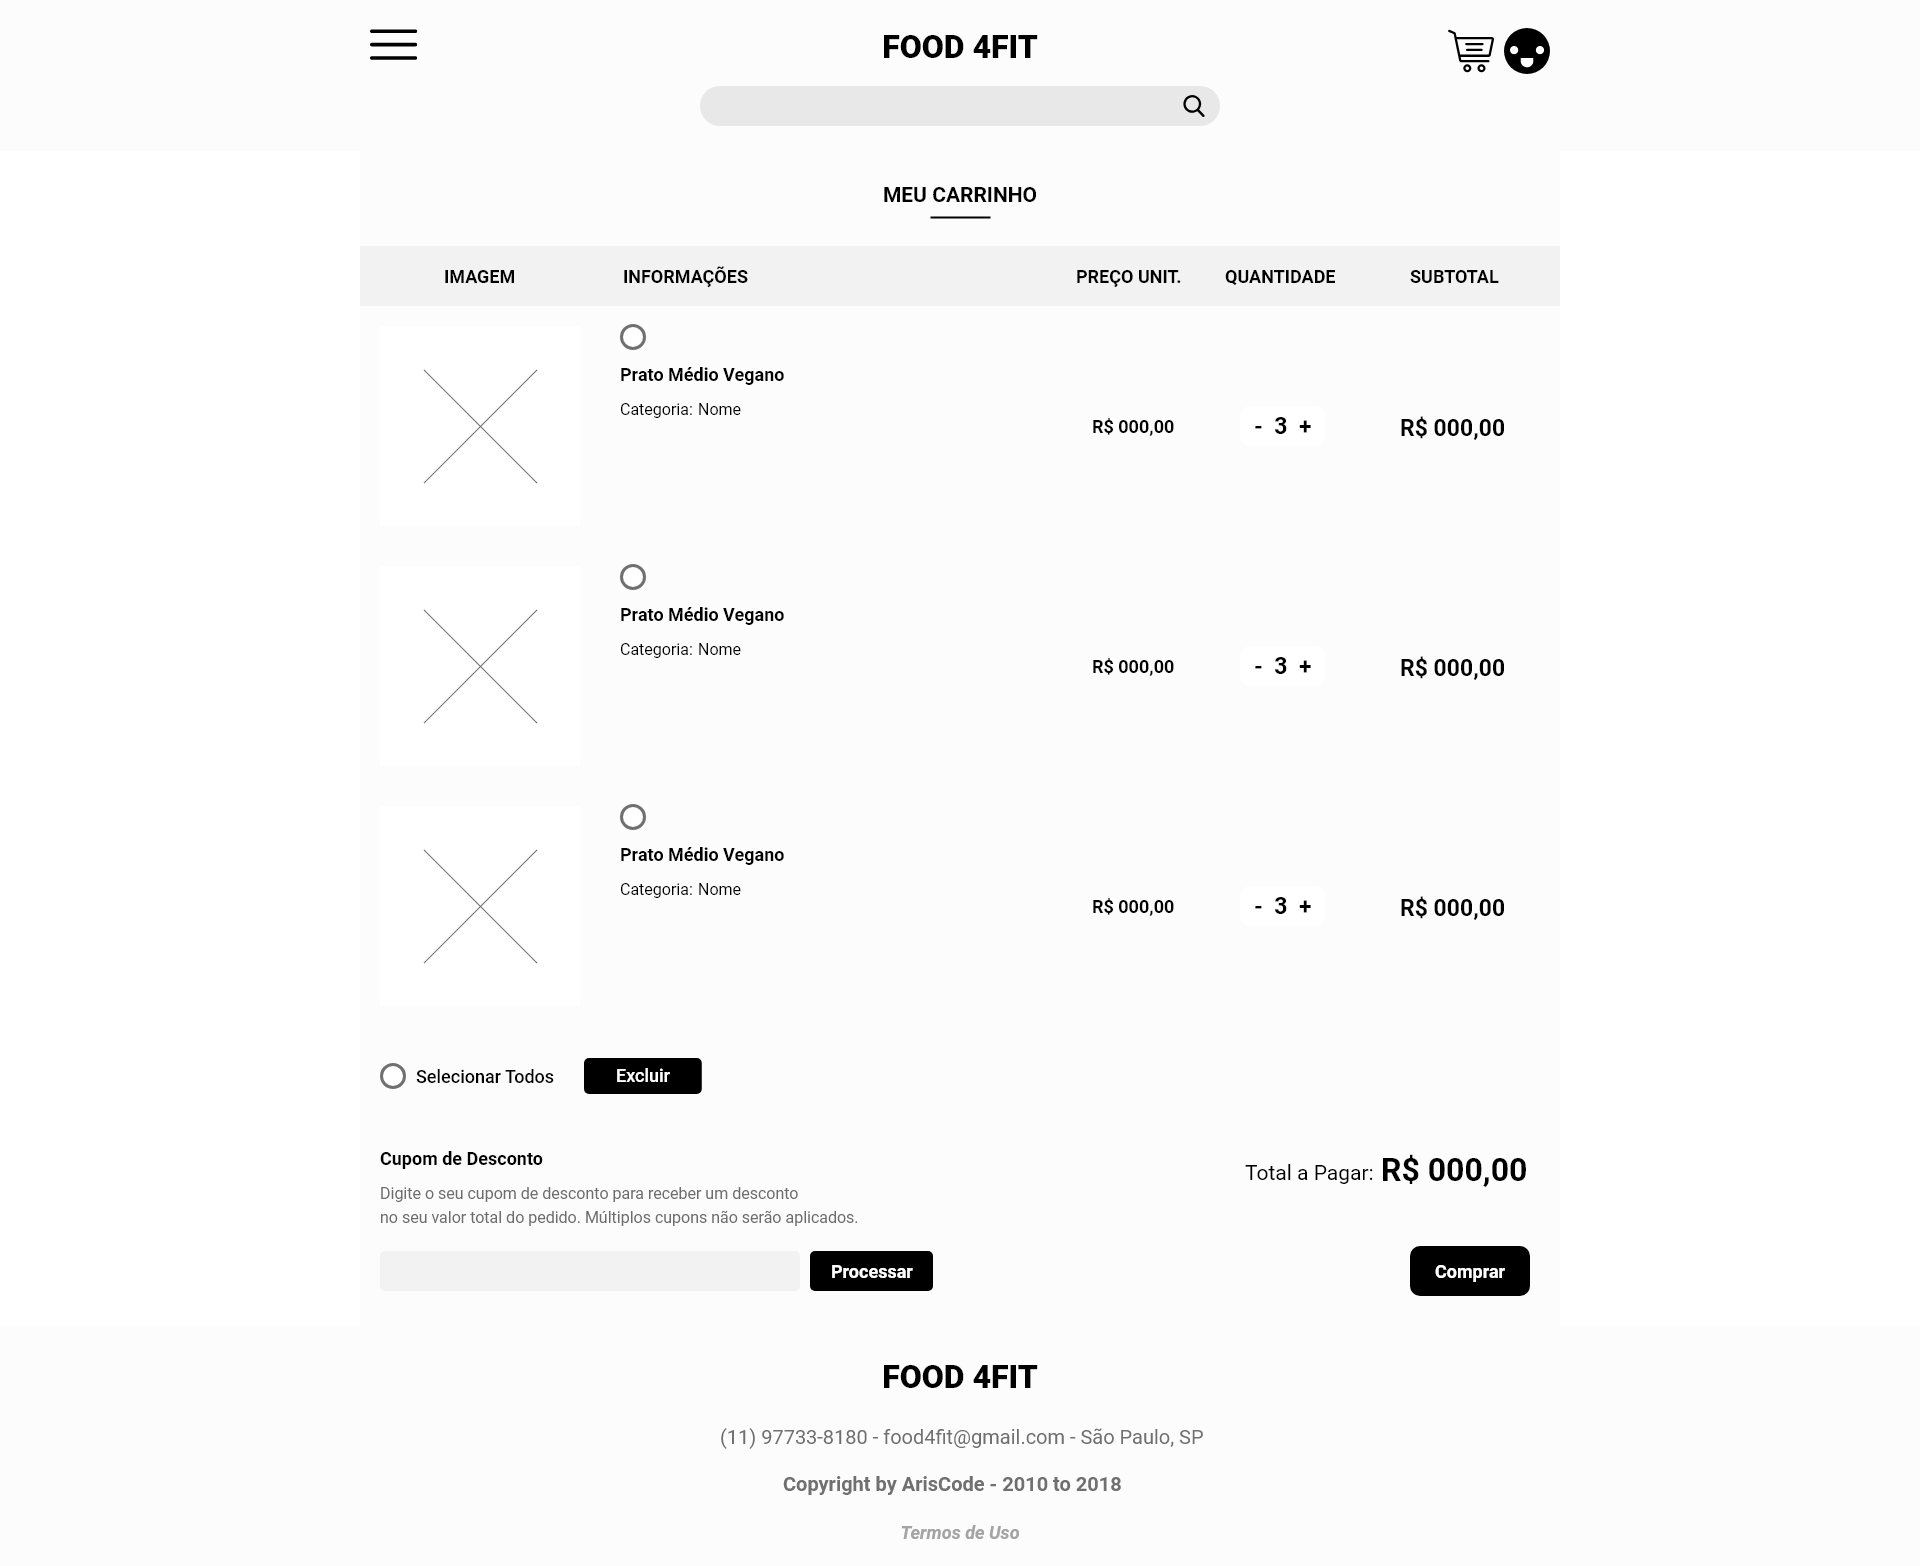 FOOD 4FIT
MEU CARRINHO
IMAGEM INFORMAÇÕES PREÇO UNIT. QUANTIDADE SUBTOTAL
Prato Médio Vegano
Categoria: Nome
R$ 000,00 - 3 + R$ 000,00
Prato Médio Vegano
Categoria: Nome
R$ 000,00 - 3 + R$ 000,00
Prato Médio Vegano
Categoria: Nome
R$ 000,00 - 3 + R$ 000,00
Selecionar Todos Excluir
Cupom de Desconto
Digite o seu cupom de desconto para receber um desconto
no seu valor total do pedido. Múltiplos cupons não serão aplicados.
Processar
Total a Pagar: R$ 000,00
Comprar
FOOD 4FIT
(11) 97733-8180 - food4fit@gmail.com - São Paulo, SP
Copyright by ArisCode - 2010 to 2018
Termos de Uso